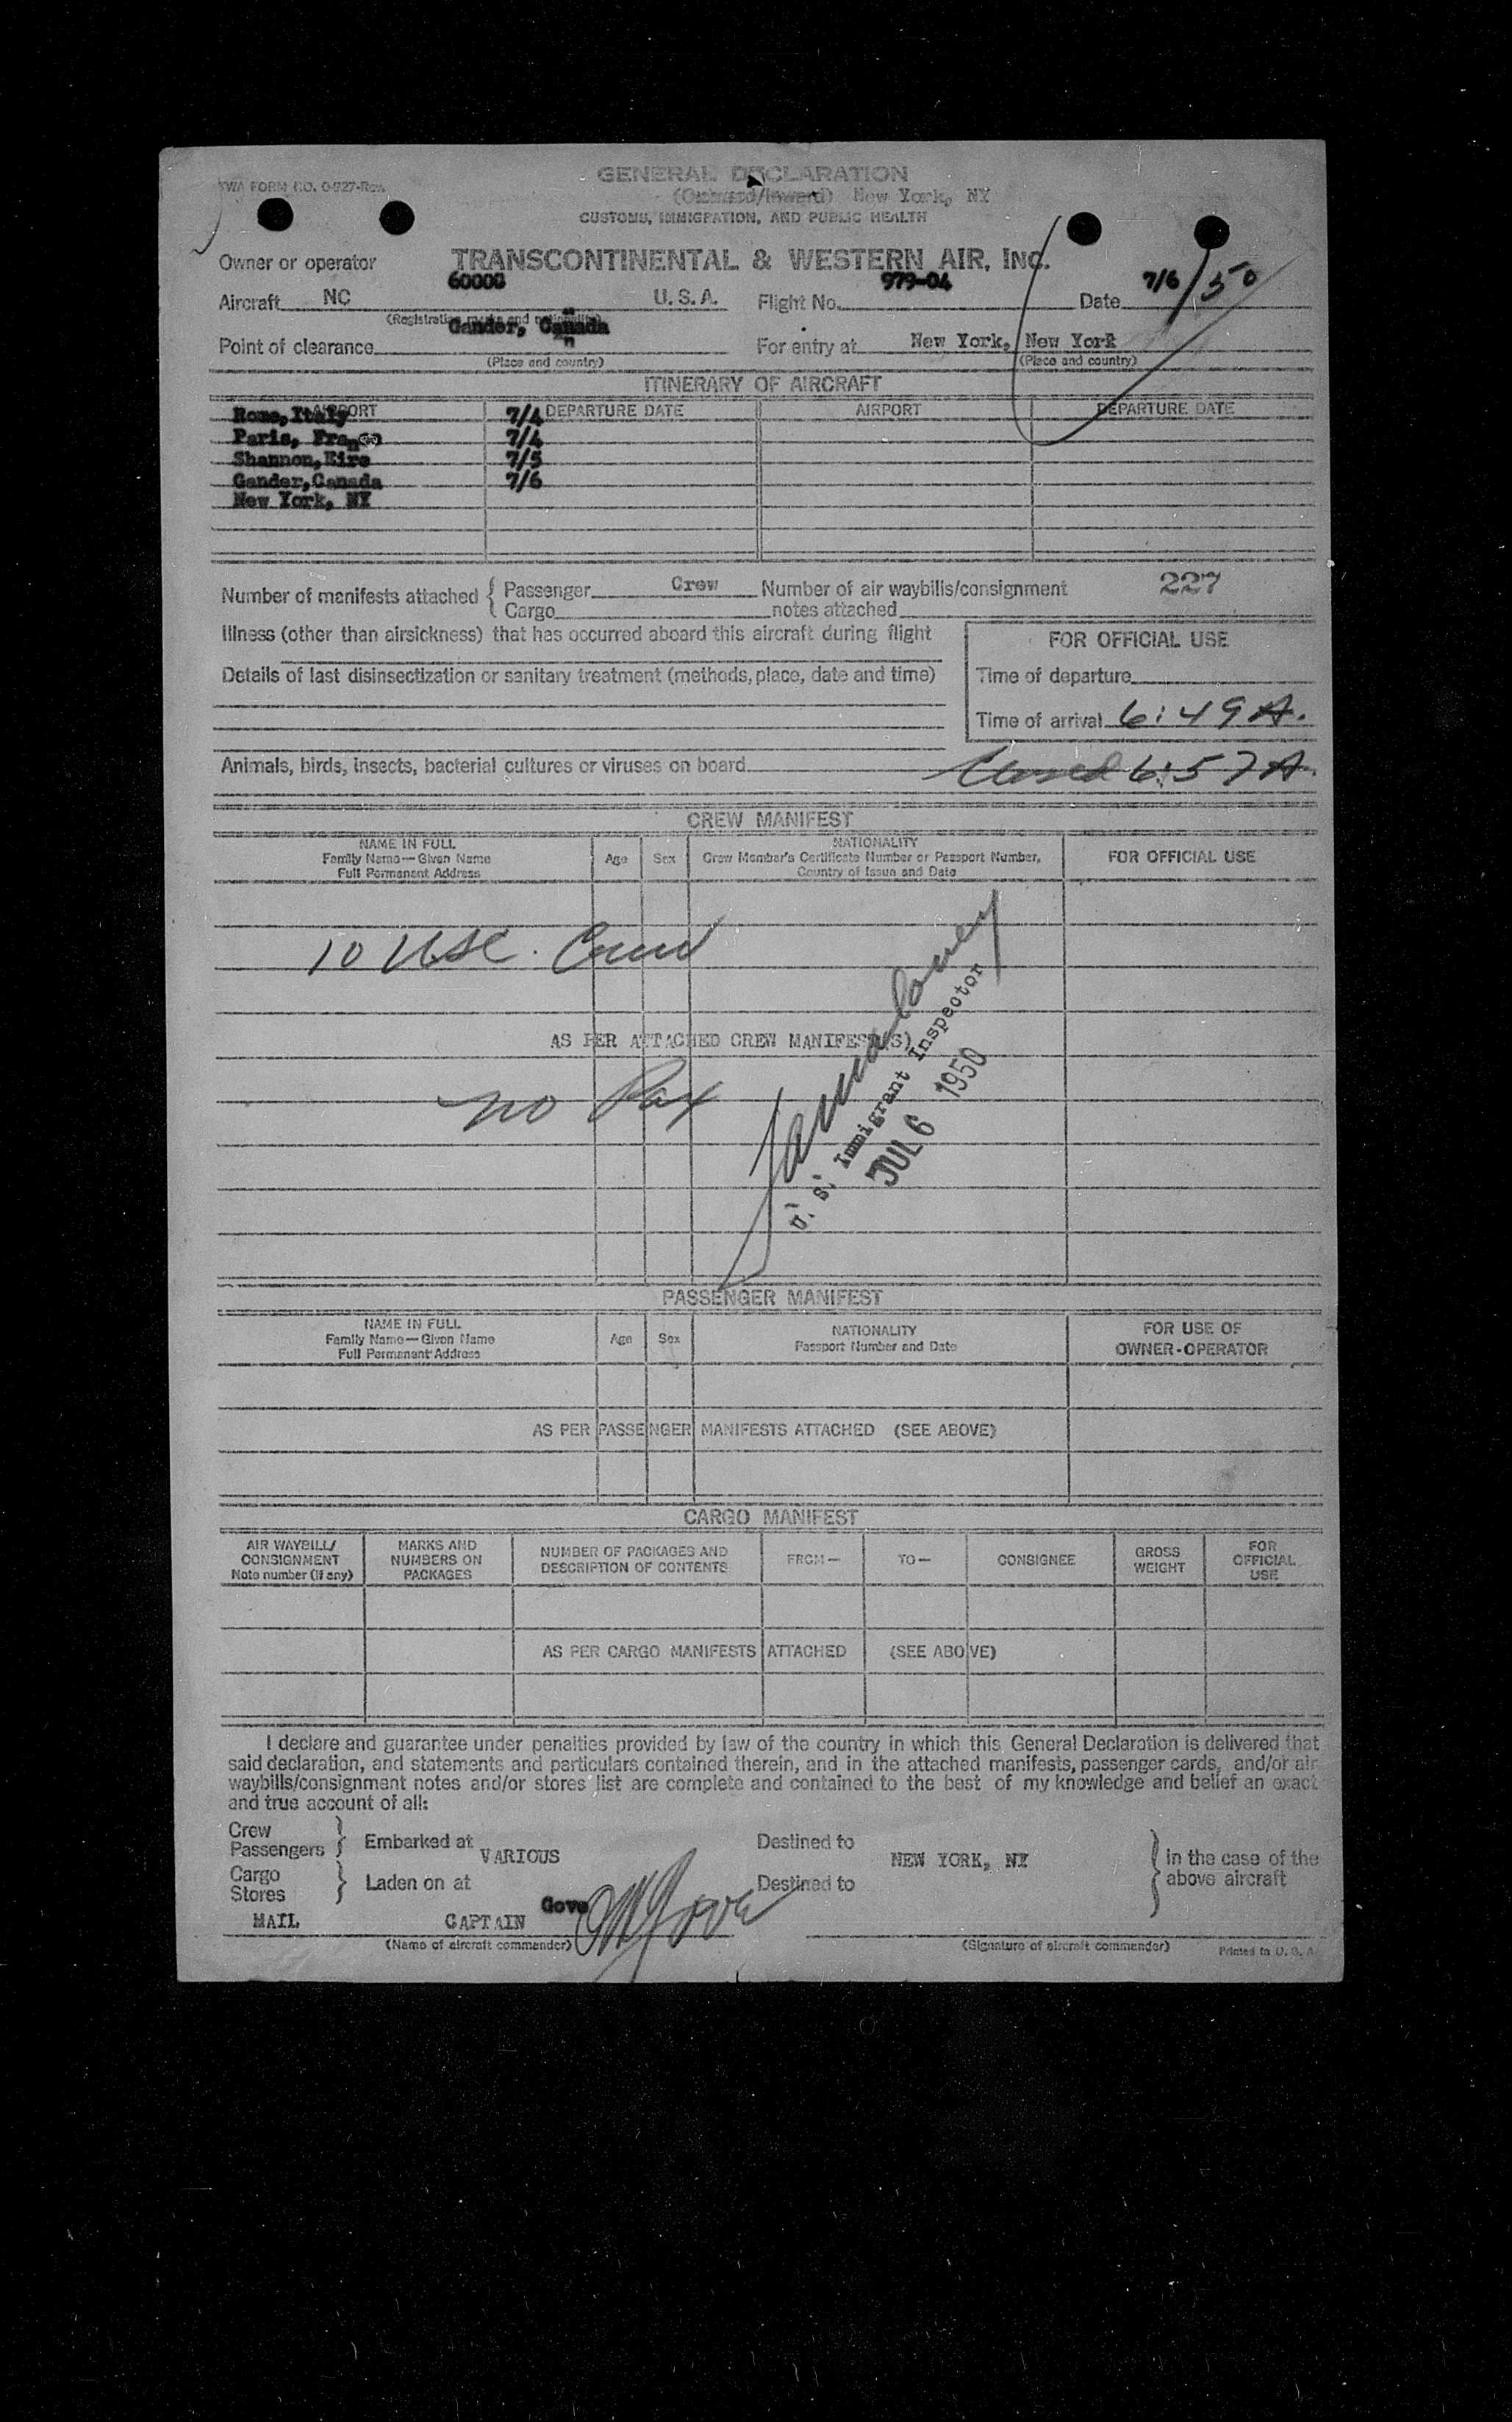 TWA FORM NO. 0-927-Rev.
GENERAL DECLARATION
(Outward/Inward) New York, NY
CUSTOMS, IMMIGRATION, AND PUBLIC HEALTH
Owner or operator TRANSCONTINENTAL & WESTERN AIR, INC.
Aircraft NC 6000 U.S.A. Flight No. 979-04 Date 7/6/50
(Registration marks and nationality)
Point of clearance Gander, Canada For entry at New York, New York
(Place and country) (Place and country)
ITINERARY OF AIRCRAFT
AIRPORT DEPARTURE DATE AIRPORT DEPARTURE DATE
Rome, Italy 7/4
Paris, France 7/4
Shannon, Eire 7/5
Gander, Canada 7/6
New York, NY
Number of manifests attached { Passenger Crew Number of air waybills/consignment 227
Cargo notes attached
Illness (other than airsickness) that has occurred aboard this aircraft during flight
FOR OFFICIAL USE
Details of last disinsectization or sanitary treatment (methods, place, date and time)
Time of departure
Time of arrival 6:49 A.
Animals, birds, insects, bacterial cultures or viruses on board
Closed 6:57 A.
CREW MANIFEST
NAME IN FULL
Family Name—Given Name
Full Permanent Address
Age Sex
NATIONALITY
Crew Member's Certificate Number or Passport Number,
Country of Issue and Date
FOR OFFICIAL USE
10 USC. Crew
AS PER ATTACHED CREW MANIFEST(S)
no Pax
U. S. Immigrant Inspector
JUL 6 1950
PASSENGER MANIFEST
NAME IN FULL
Family Name—Given Name
Full Permanent Address
Age Sex
NATIONALITY
Passport Number and Date
FOR USE OF
OWNER-OPERATOR
AS PER PASSENGER MANIFESTS ATTACHED (SEE ABOVE)
CARGO MANIFEST
AIR WAYBILL/
CONSIGNMENT
Note number (if any)
MARKS AND
NUMBERS ON
PACKAGES
NUMBER OF PACKAGES AND
DESCRIPTION OF CONTENTS
FROM— TO— CONSIGNEE
GROSS
WEIGHT
FOR
OFFICIAL
USE
AS PER CARGO MANIFESTS ATTACHED (SEE ABOVE)
I declare and guarantee under penalties provided by law of the country in which this General Declaration is delivered that
said declaration, and statements and particulars contained therein, and in the attached manifests, passenger cards, and/or air
waybills/consignment notes and/or stores list are complete and contained to the best of my knowledge and belief an exact
and true account of all:
Crew
Passengers } Embarked at VARIOUS Destined to NEW YORK, NY } in the case of the
above aircraft
Cargo
Stores } Laden on at Destined to
MAIL CAPTAIN Gove
(Name of aircraft commander) (Signature of aircraft commander) Printed in U. S. A.